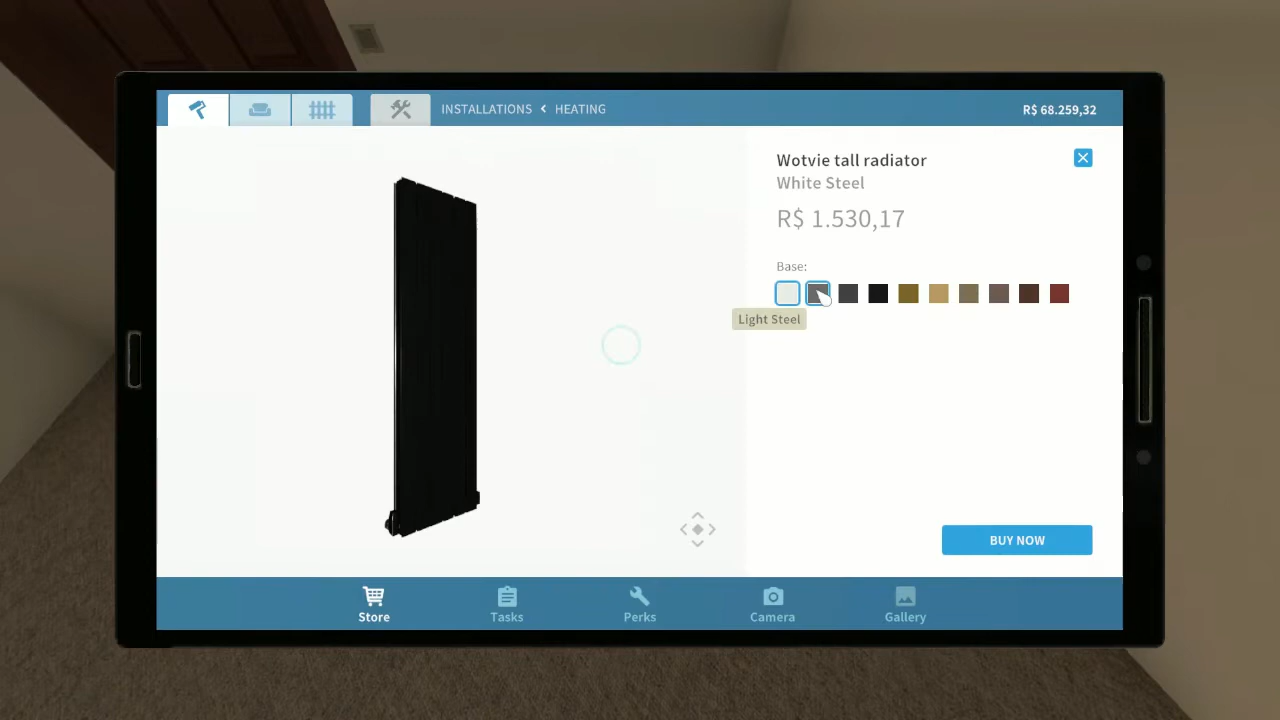 INSTALLATIONS < HEATING
R$ 68.259,32
Wotvie tall radiator
White Steel
R$ 1.530,17
Base:
Light Steel
BUY NOW
Store
Tasks
Perks
Camera
Gallery